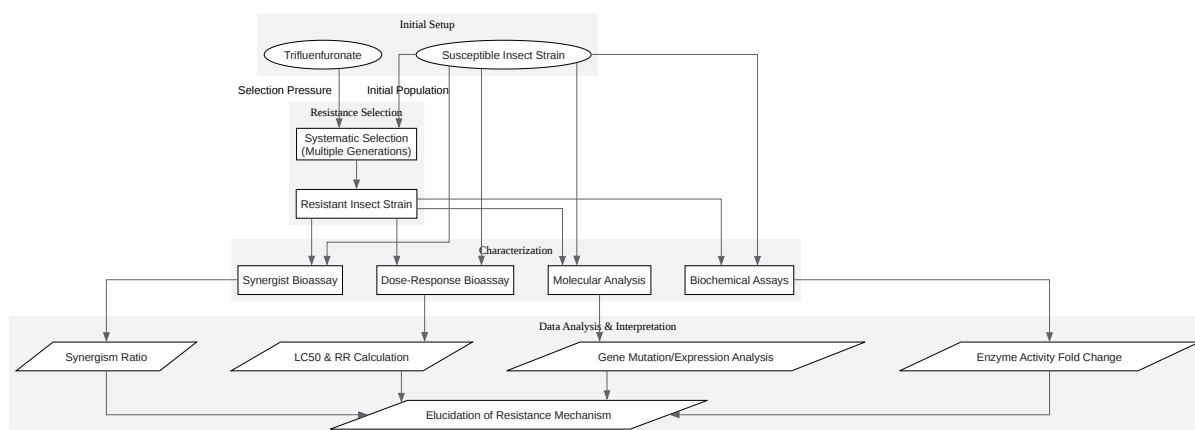 Initial Setup
Trifluenfuronate
Susceptible Insect Strain
Selection Pressure
Initial Population
Resistance Selection
Systematic Selection
(Multiple Generations)
Resistant Insect Strain
Characterization
Synergist Bioassay
Dose-Response Bioassay
Molecular Analysis
Biochemical Assays
Data Analysis & Interpretation
Synergism Ratio
LC50 & RR Calculation
Gene Mutation/Expression Analysis
Enzyme Activity Fold Change
Elucidation of Resistance Mechanism